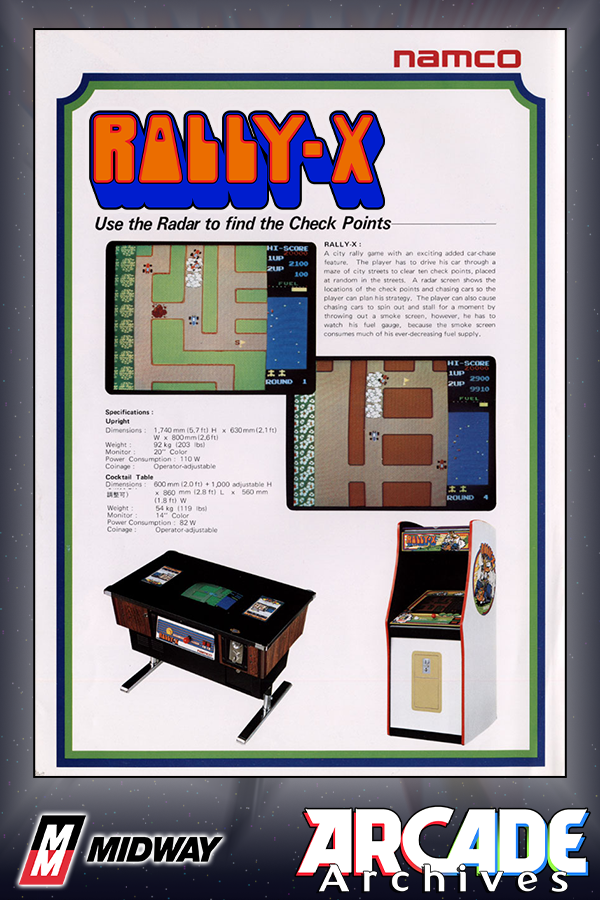 namco
RALLY-X
Use the Radar to find the Check Points
RALLY-X :
A city rally game with an exciting added car-chase
feature. The player has to drive his car through a
maze of city streets to clear ten check points, placed
at random in the streets. A radar screen shows the
locations of the check points and chasing cars so the
player can plan his strategy. The player can also cause
chasing cars to spin out and stall for a moment by
throwing out a smoke screen, however, he has to
watch his fuel gauge, because the smoke screen
consumes much of his ever-decreasing fuel supply.
HI-SCORE
20000
1UP
2100
2UP
100
FUEL
ROUND 1
HI-SCORE
20000
1UP
2900
2UP
9910
FUEL
ROUND 4
Specifications :
Upright
Dimensions : 1,740 mm (5.7 ft) H x 630 mm (2.1 ft)
W x 800 mm (2.6 ft)
Weight : 92 kg (203 lbs)
Monitor : 20" Color
Power Consumption : 110 W
Coinage : Operator-adjustable
Cocktail Table
Dimensions : 600 mm (2.0 ft) + 1,000 adjustable H
調整可) x 860 mm (2.8 ft) L x 560 mm
(1.8 ft) W
Weight : 54 kg (119 lbs)
Monitor : 14" Color
Power Consumption : 82 W
Coinage : Operator-adjustable
RALLY-X
MIDWAY
ARCADE
Archives